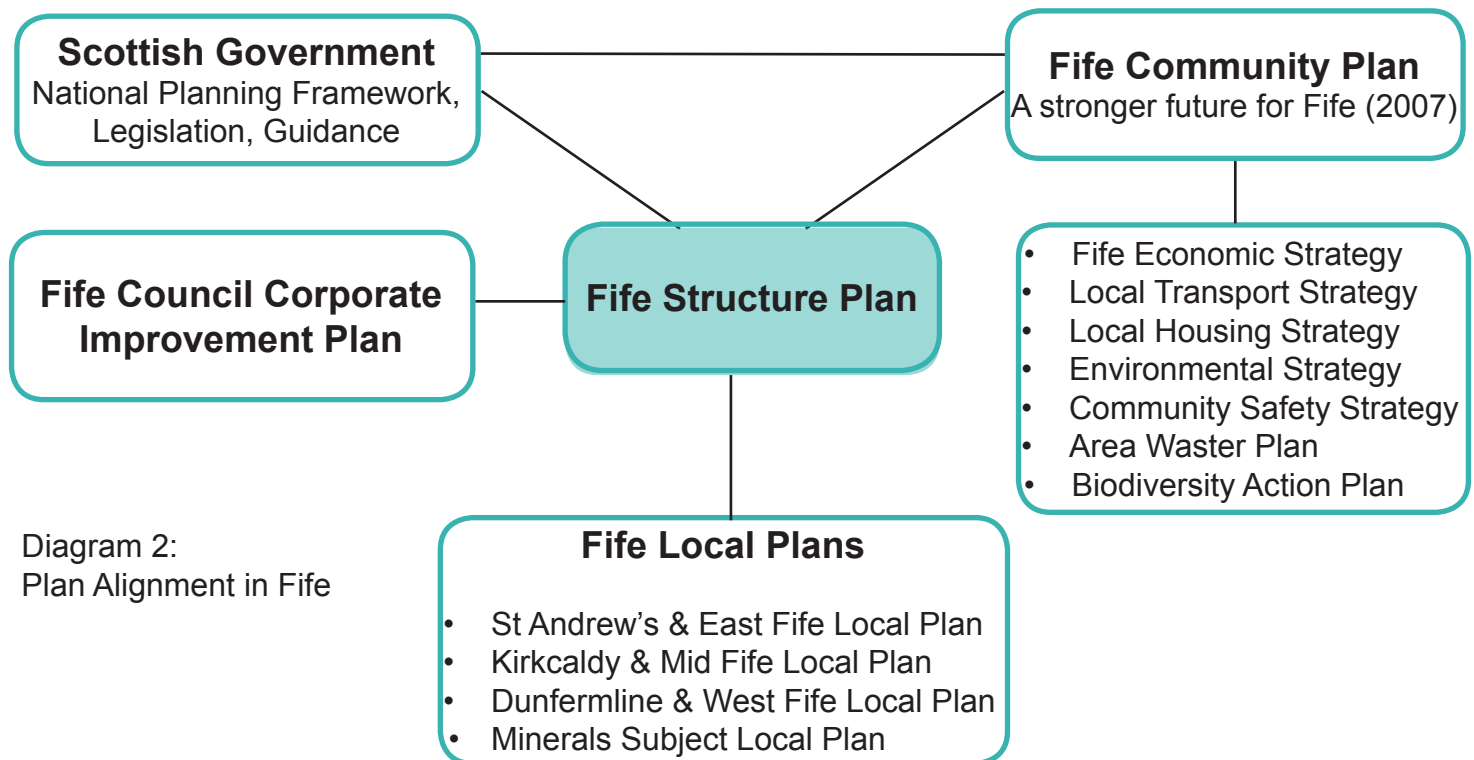 Scottish Government
National Planning Framework,
Legislation, Guidance
Fife Community Plan
A stronger future for Fife (2007)
Fife Council Corporate
Improvement Plan
Fife Structure Plan
• Fife Economic Strategy
• Local Transport Strategy
• Local Housing Strategy
• Environmental Strategy
• Community Safety Strategy
• Area Waster Plan
• Biodiversity Action Plan
Diagram 2:
Plan Alignment in Fife
Fife Local Plans
• St Andrew’s & East Fife Local Plan
• Kirkcaldy & Mid Fife Local Plan
• Dunfermline & West Fife Local Plan
• Minerals Subject Local Plan